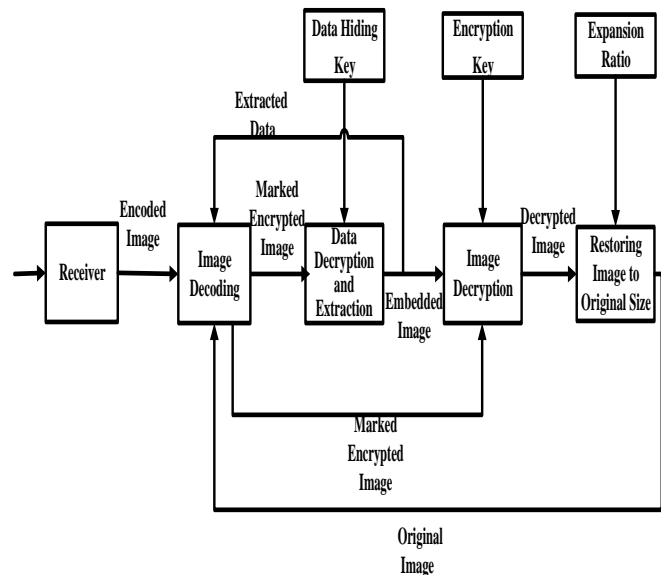 Data Hiding
Key
Encryption
Key
Expansion
Ratio
Extracted
Data
Marked
Encrypted
Image
Encoded
Image
Decrypted
Image
Receiver
Image
Decoding
Data
Decryption
and
Extraction
Image
Decryption
Restoring
Image to
Original Size
Embedded
Image
Marked
Encrypted
Image
Original
Image